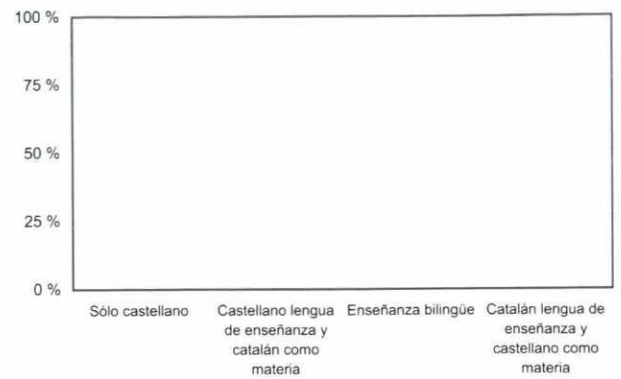 100 %
75 %
50 %
25 %
0 %
Sólo castellano
Castellano lengua
de enseñanza y
catalán como
materia
Enseñanza bilingüe
Catalán lengua de
enseñanza y
castellano como
materia